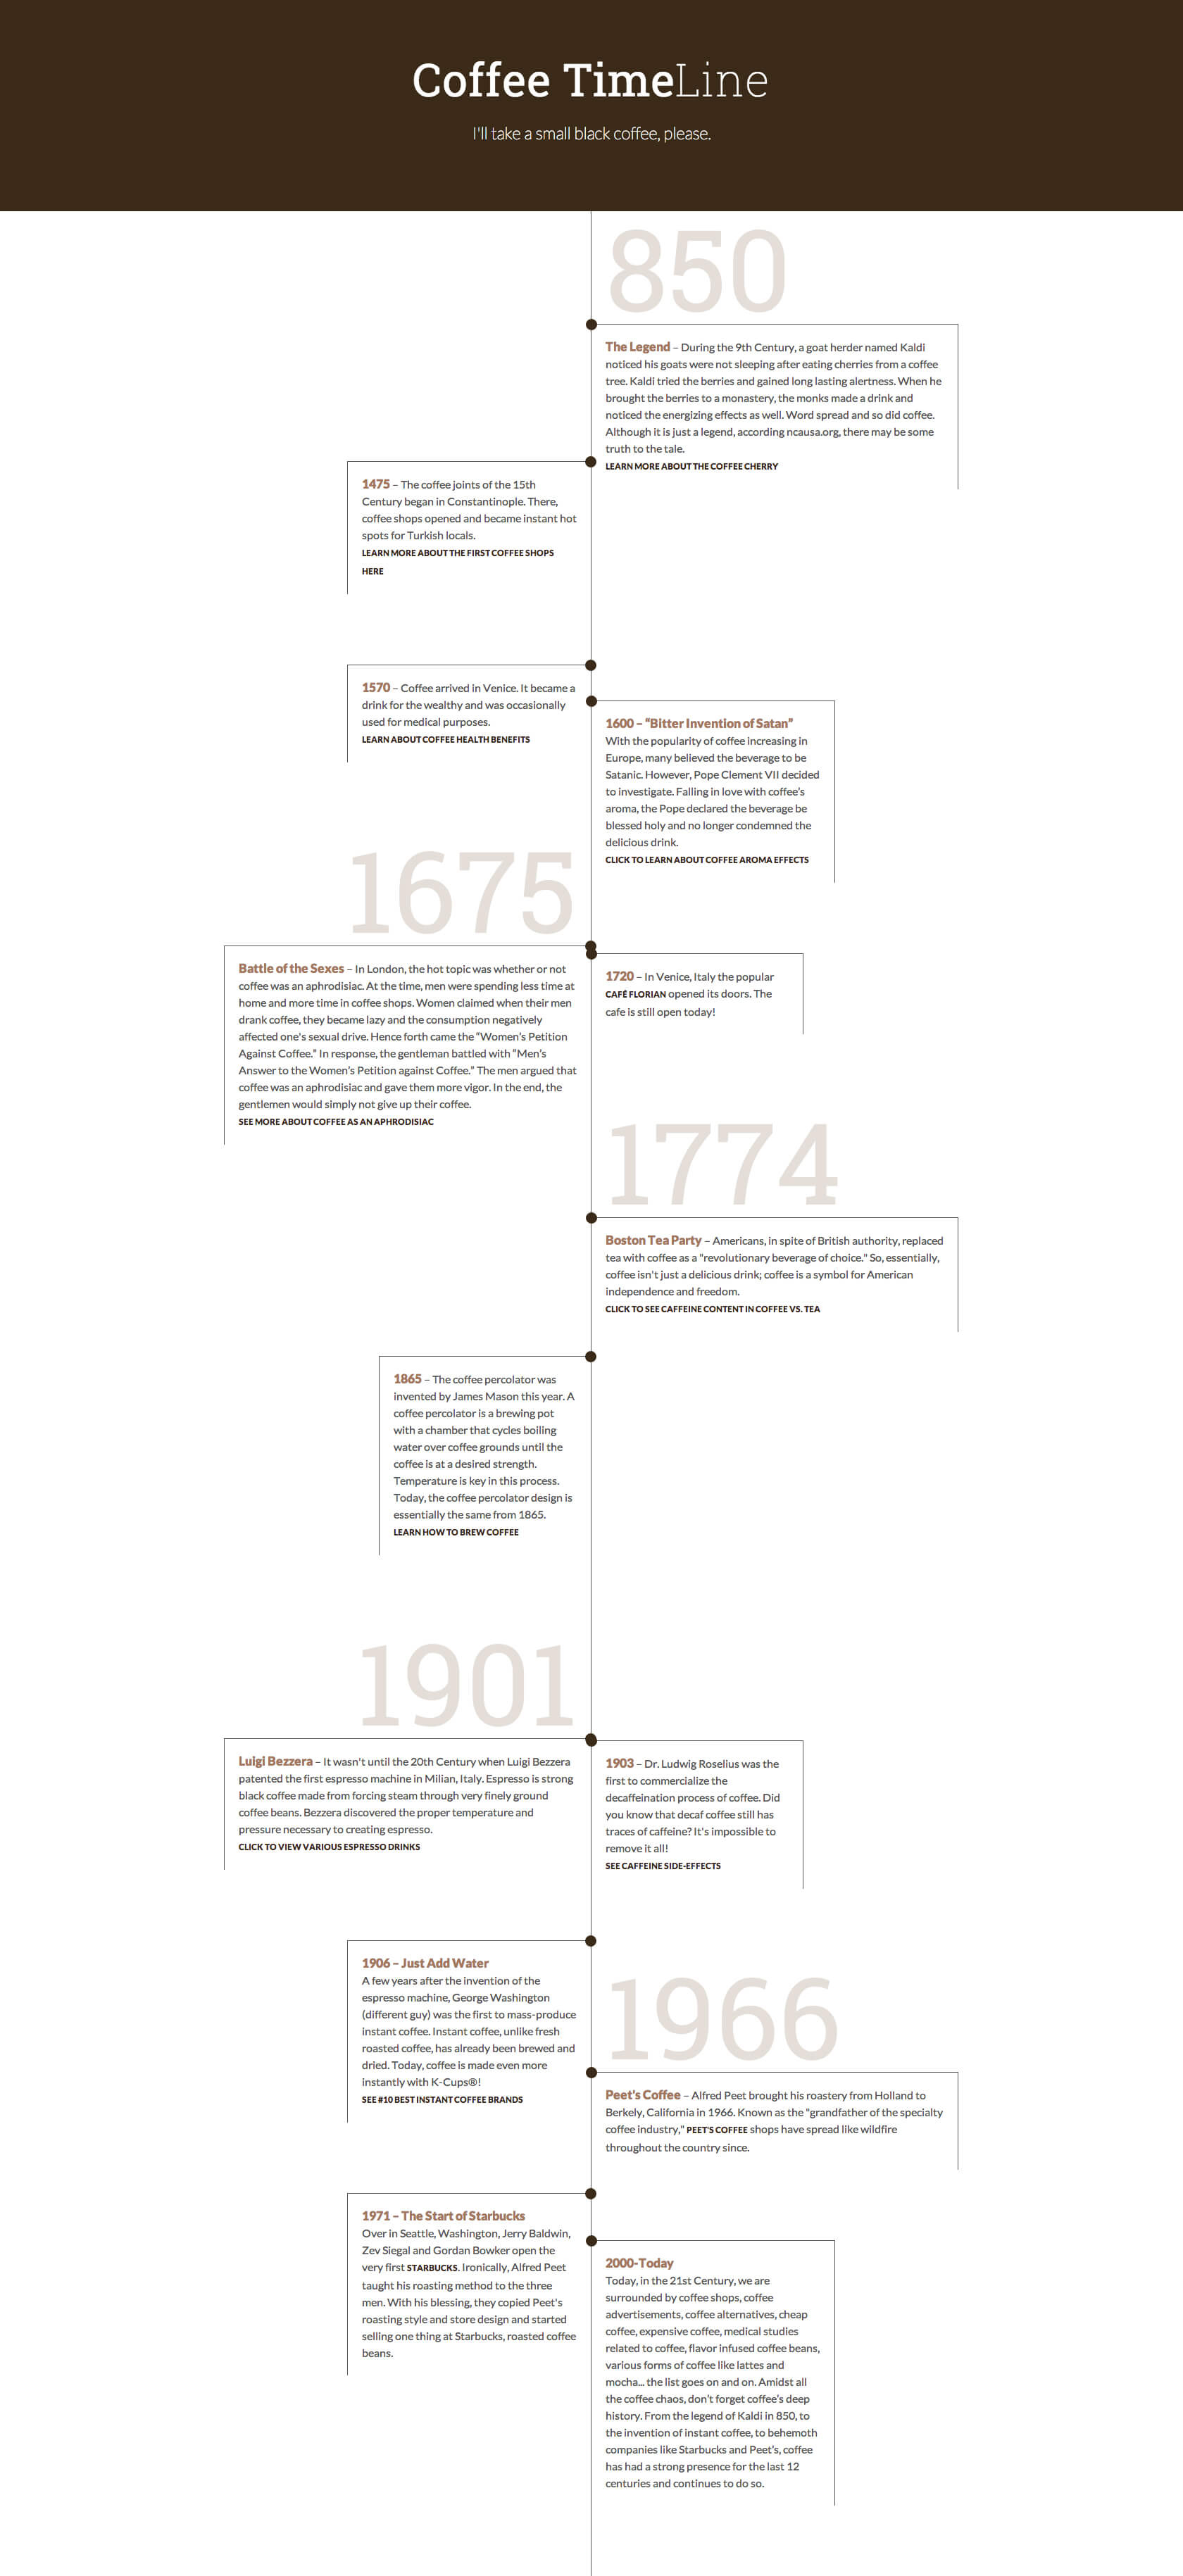 Coffee TimeLine
I'll take a small black coffee, please.
850
The Legend – During the 9th Century, a goat herder named Kaldi
noticed his goats were not sleeping after eating cherries from a coffee
tree. Kaldi tried the berries and gained long lasting alertness. When he
brought the berries to a monastery, the monks made a drink and
noticed the energizing effects as well. Word spread and so did coffee.
Although it is just a legend, according ncausa.org, there may be some
truth to the tale.
LEARN MORE ABOUT THE COFFEE CHERRY
1475 – The coffee joints of the 15th
Century began in Constantinople. There,
coffee shops opened and became instant hot
spots for Turkish locals.
LEARN MORE ABOUT THE FIRST COFFEE SHOPS
HERE
1570 – Coffee arrived in Venice. It became a
drink for the wealthy and was occasionally
used for medical purposes.
LEARN ABOUT COFFEE HEALTH BENEFITS
1600 – “Bitter Invention of Satan”
With the popularity of coffee increasing in
Europe, many believed the beverage to be
Satanic. However, Pope Clement VII decided
to investigate. Falling in love with coffee's
aroma, the Pope declared the beverage be
blessed holy and no longer condemned the
delicious drink.
CLICK TO LEARN ABOUT COFFEE AROMA EFFECTS
1675
Battle of the Sexes – In London, the hot topic was whether or not
coffee was an aphrodisiac. At the time, men were spending less time at
home and more time in coffee shops. Women claimed when their men
drank coffee, they became lazy and the consumption negatively
affected one's sexual drive. Hence forth came the “Women’s Petition
Against Coffee.” In response, the gentleman battled with “Men’s
Answer to the Women’s Petition against Coffee.” The men argued that
coffee was an aphrodisiac and gave them more vigor. In the end, the
gentlemen would simply not give up their coffee.
SEE MORE ABOUT COFFEE AS AN APHRODISIAC
1720 – In Venice, Italy the popular
CAFÉ FLORIAN opened its doors. The
cafe is still open today!
1774
Boston Tea Party – Americans, in spite of British authority, replaced
tea with coffee as a "revolutionary beverage of choice." So, essentially,
coffee isn't just a delicious drink; coffee is a symbol for American
independence and freedom.
CLICK TO SEE CAFFEINE CONTENT IN COFFEE VS. TEA
1865 – The coffee percolator was
invented by James Mason this year. A
coffee percolator is a brewing pot
with a chamber that cycles boiling
water over coffee grounds until the
coffee is at a desired strength.
Temperature is key in this process.
Today, the coffee percolator design is
essentially the same from 1865.
LEARN HOW TO BREW COFFEE
1901
Luigi Bezzera – It wasn't until the 20th Century when Luigi Bezzera
patented the first espresso machine in Milian, Italy. Espresso is strong
black coffee made from forcing steam through very finely ground
coffee beans. Bezzera discovered the proper temperature and
pressure necessary to creating espresso.
CLICK TO VIEW VARIOUS ESPRESSO DRINKS
1903 – Dr. Ludwig Roselius was the
first to commercialize the
decaffeination process of coffee. Did
you know that decaf coffee still has
traces of caffeine? It's impossible to
remove it all!
SEE CAFFEINE SIDE-EFFECTS
1906 – Just Add Water
A few years after the invention of the
espresso machine, George Washington
(different guy) was the first to mass-produce
instant coffee. Instant coffee, unlike fresh
roasted coffee, has already been brewed and
dried. Today, coffee is made even more
instantly with K-Cups®!
SEE #10 BEST INSTANT COFFEE BRANDS
1966
Peet's Coffee – Alfred Peet brought his roastery from Holland to
Berkely, California in 1966. Known as the "grandfather of the specialty
coffee industry," PEET'S COFFEE shops have spread like wildfire
throughout the country since.
1971 – The Start of Starbucks
Over in Seattle, Washington, Jerry Baldwin,
Zev Siegal and Gordan Bowker open the
very first STARBUCKS. Ironically, Alfred Peet
taught his roasting method to the three
men. With his blessing, they copied Peet's
roasting style and store design and started
selling one thing at Starbucks, roasted coffee
beans.
2000-Today
Today, in the 21st Century, we are
surrounded by coffee shops, coffee
advertisements, coffee alternatives, cheap
coffee, expensive coffee, medical studies
related to coffee, flavor infused coffee beans,
various forms of coffee like lattes and
mocha... the list goes on and on. Amidst all
the coffee chaos, don't forget coffee's deep
history. From the legend of Kaldi in 850, to
the invention of instant coffee, to behemoth
companies like Starbucks and Peet's, coffee
has had a strong presence for the last 12
centuries and continues to do so.